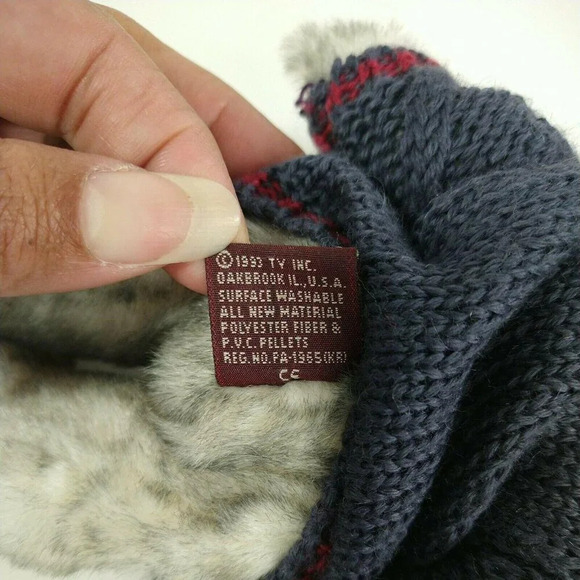 © 1993 TY INC.
OAKBROOK IL., U.S.A.
SURFACE WASHABLE
ALL NEW MATERIAL
POLYESTER FIBER &
P.V.C. PELLETS
REG. NO. PA-1965(KR)
CE